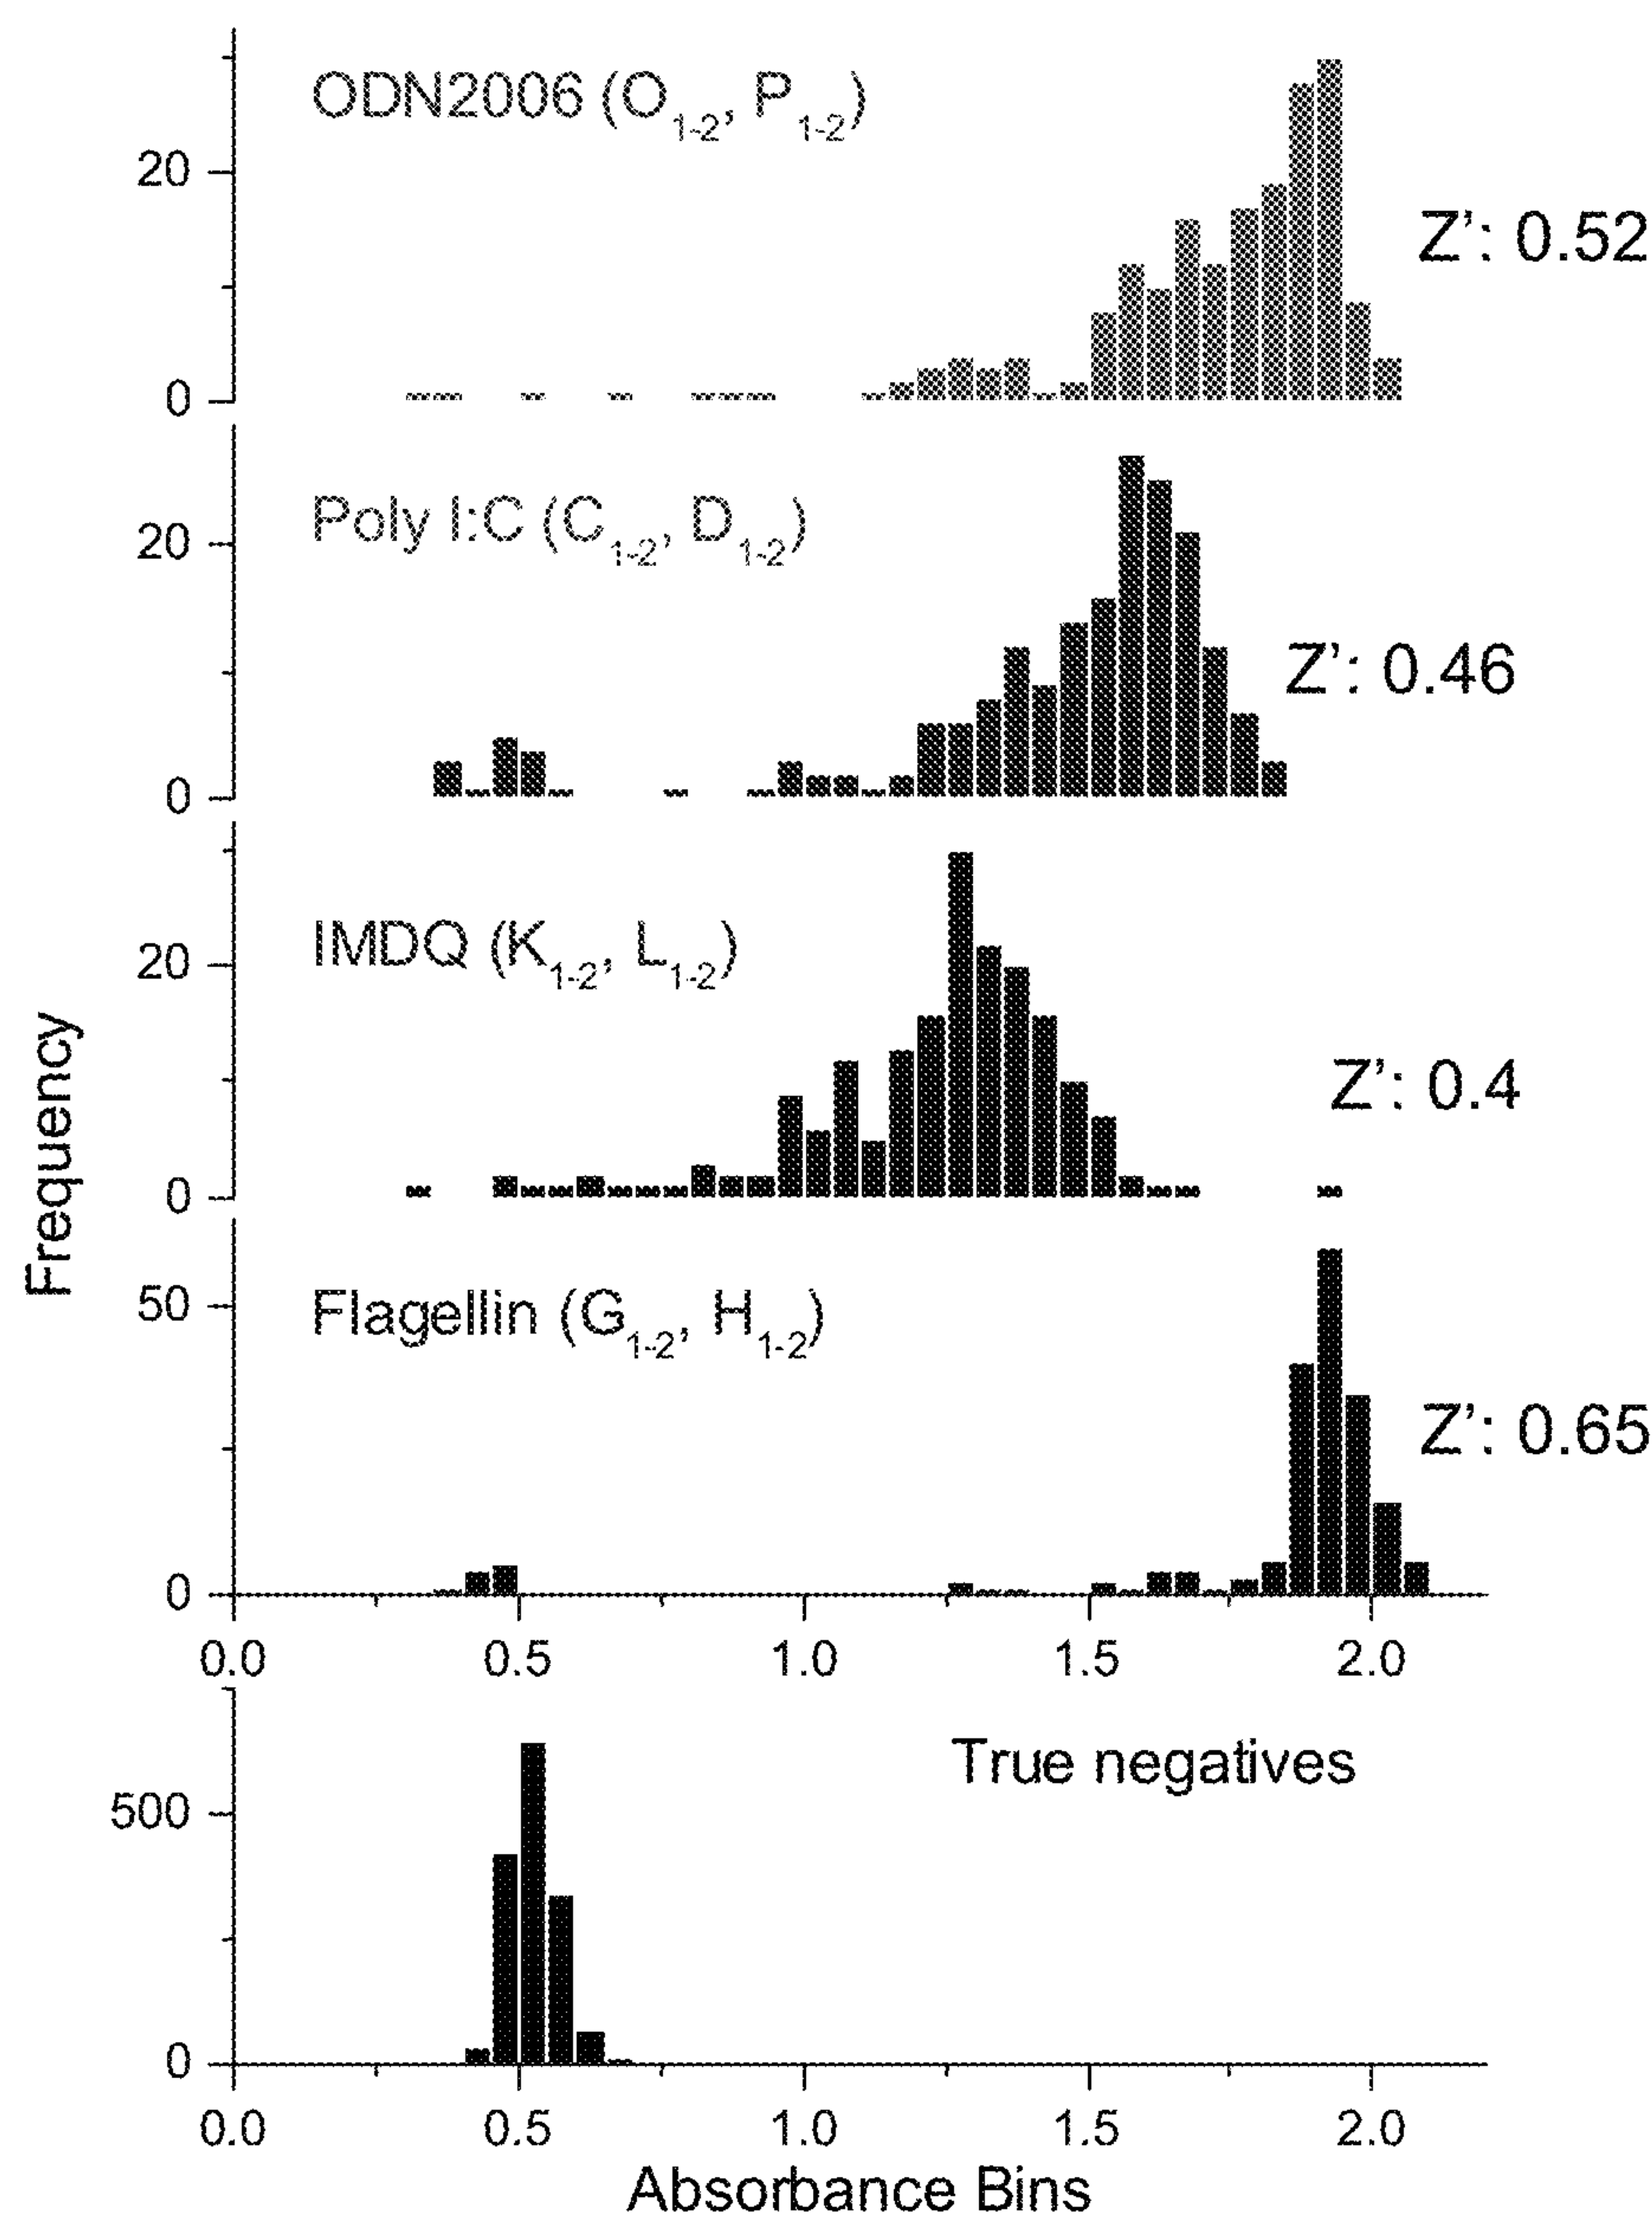 ODN2006 (O1-2, P1-2)
20
Z’: 0.52
0
Poly I:C (C1-2, D1-2)
20
Z’: 0.46
0
IMDQ (K1-2, L1-2)
20
Z’: 0.4
0
Frequency
Flagellin (G1-2, H1-2)
50
Z’: 0.65
0
0.0 0.5 1.0 1.5 2.0
True negatives
500
0
0.0 0.5 1.0 1.5 2.0
Absorbance Bins